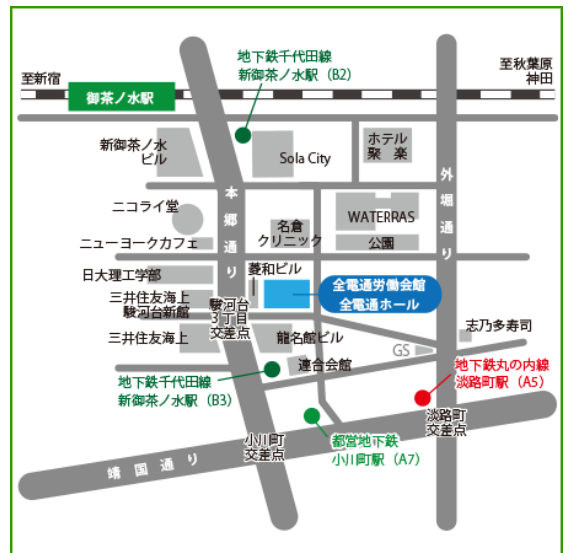 地下鉄千代田線
新御茶ノ水駅（B2）
至新宿
至秋葉原
神田
御茶ノ水駅
新御茶ノ水
ビル
Sola City
ホテル
聚楽
本郷通り
外堀通り
ニコライ堂
名倉
クリニック
WATERRAS
公園
ニューヨークカフェ
日大理工学部
菱和ビル
全電通労働会館
全電通ホール
三井住友海上
駿河台新館
駿河台
3丁目
交差点
三井住友海上
龍名館ビル
志乃多寿司
GS
連合会館
地下鉄丸の内線
淡路町駅（A5）
地下鉄千代田線
新御茶ノ水駅（B3）
淡路町
交差点
小川町
交差点
都営地下鉄
小川町駅（A7）
靖国通り